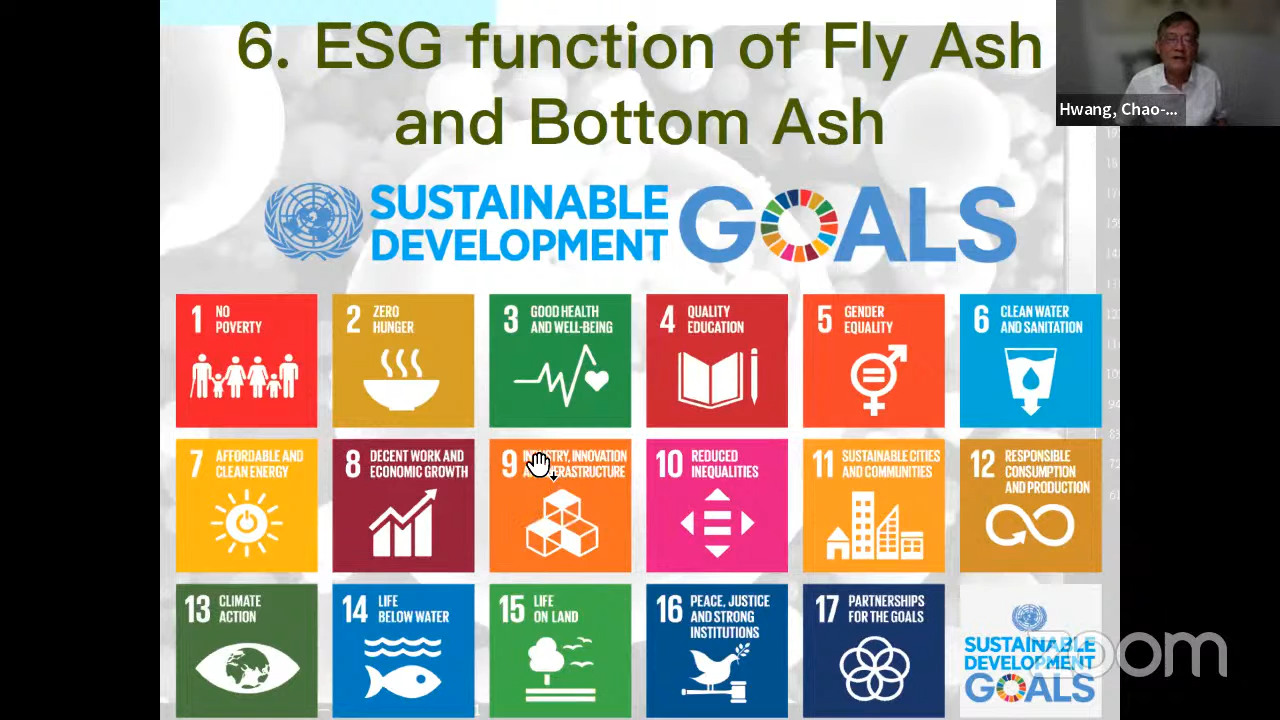 6. ESG function of Fly Ash
and Bottom Ash
Hwang, Chao-...
SUSTAINABLE
DEVELOPMENT
GOALS
1 NO
POVERTY
2 ZERO
HUNGER
3 GOOD HEALTH
AND WELL-BEING
4 QUALITY
EDUCATION
5 GENDER
EQUALITY
6 CLEAN WATER
AND SANITATION
7 AFFORDABLE AND
CLEAN ENERGY
8 DECENT WORK AND
ECONOMIC GROWTH
9 INNOVATION
10 REDUCED
INEQUALITIES
11 SUSTAINABLE CITIES
AND COMMUNITIES
12 RESPONSIBLE
CONSUMPTION
AND PRODUCTION
13 CLIMATE
ACTION
14 LIFE
BELOW WATER
15 LIFE
ON LAND
16 PEACE, JUSTICE
AND STRONG
INSTITUTIONS
17 PARTNERSHIPS
FOR THE GOALS
SUSTAINABLE
DEVELOPMENT
GOALS
zoom